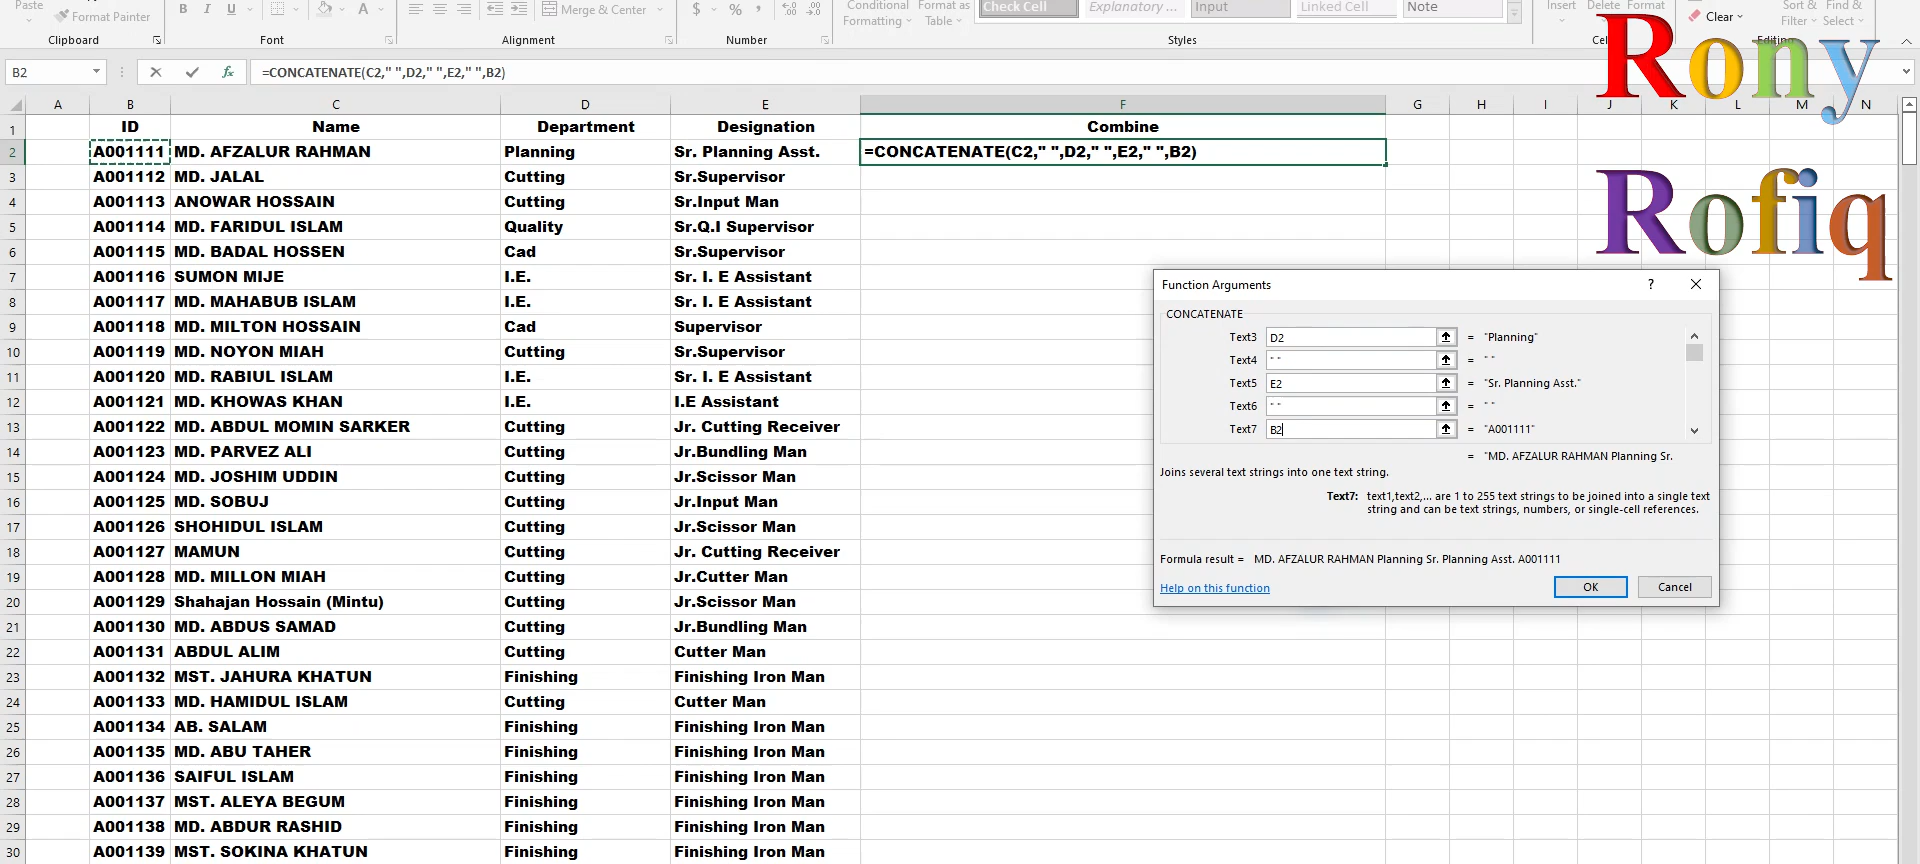 Paste
Format Painter
B I U
A
Merge & Center
$ % ,
Conditional Formatting
Format as Table
Check Cell
Explanatory ...
Input
Linked Cell
Note
Insert Delete Format
Clear
Sort & Filter
Find & Select
Clipboard
Font
Alignment
Number
Styles
Editing
Rony
B2
fx
=CONCATENATE(C2," ",D2," ",E2," ",B2)
A B C D E F G H I J K L M N
1 ID Name Department Designation Combine
2 A001111 MD. AFZALUR RAHMAN Planning Sr. Planning Asst. =CONCATENATE(C2," ",D2," ",E2," ",B2)
3 A001112 MD. JALAL Cutting Sr.Supervisor
4 A001113 ANOWAR HOSSAIN Cutting Sr.Input Man
Rofiq
5 A001114 MD. FARIDUL ISLAM Quality Sr.Q.I Supervisor
6 A001115 MD. BADAL HOSSEN Cad Sr.Supervisor
7 A001116 SUMON MIJE I.E. Sr. I. E Assistant
8 A001117 MD. MAHABUB ISLAM I.E. Sr. I. E Assistant
9 A001118 MD. MILTON HOSSAIN Cad Supervisor
10 A001119 MD. NOYON MIAH Cutting Sr.Supervisor
11 A001120 MD. RABIUL ISLAM I.E. Sr. I. E Assistant
12 A001121 MD. KHOWAS KHAN I.E. I.E Assistant
13 A001122 MD. ABDUL MOMIN SARKER Cutting Jr. Cutting Receiver
14 A001123 MD. PARVEZ ALI Cutting Jr.Bundling Man
15 A001124 MD. JOSHIM UDDIN Cutting Jr.Scissor Man
16 A001125 MD. SOBUJ Cutting Jr.Input Man
17 A001126 SHOHIDUL ISLAM Cutting Jr.Scissor Man
18 A001127 MAMUN Cutting Jr. Cutting Receiver
19 A001128 MD. MILLON MIAH Cutting Jr.Cutter Man
20 A001129 Shahajan Hossain (Mintu) Cutting Jr.Scissor Man
21 A001130 MD. ABDUS SAMAD Cutting Jr.Bundling Man
22 A001131 ABDUL ALIM Cutting Cutter Man
23 A001132 MST. JAHURA KHATUN Finishing Finishing Iron Man
24 A001133 MD. HAMIDUL ISLAM Cutting Cutter Man
25 A001134 AB. SALAM Finishing Finishing Iron Man
26 A001135 MD. ABU TAHER Finishing Finishing Iron Man
27 A001136 SAIFUL ISLAM Finishing Finishing Iron Man
28 A001137 MST. ALEYA BEGUM Finishing Finishing Iron Man
29 A001138 MD. ABDUR RASHID Finishing Finishing Iron Man
30 A001139 MST. SOKINA KHATUN Finishing Finishing Iron Man
Function Arguments ?
CONCATENATE
Text3 D2 = "Planning"
Text4 " " = " "
Text5 E2 = "Sr. Planning Asst."
Text6 " " = " "
Text7 B2 = "A001111"
= "MD. AFZALUR RAHMAN Planning Sr.
Joins several text strings into one text string.
Text7: text1,text2,... are 1 to 255 text strings to be joined into a single text
string and can be text strings, numbers, or single-cell references.
Formula result = MD. AFZALUR RAHMAN Planning Sr. Planning Asst. A001111
Help on this function
OK
Cancel